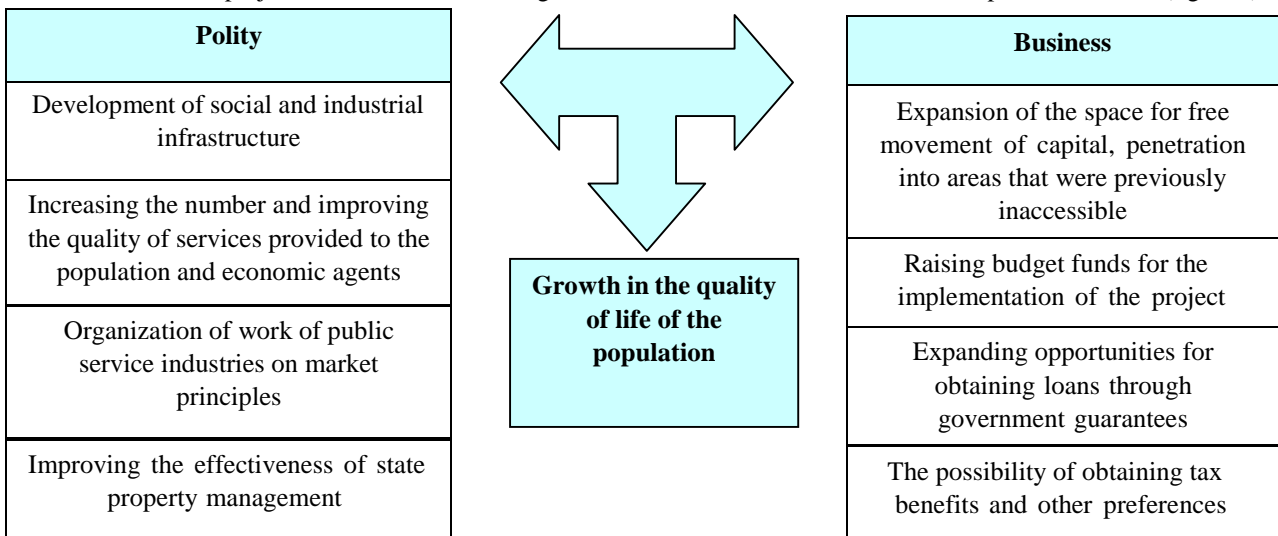 Polity
Development of social and industrial
infrastructure
Increasing the number and improving
the quality of services provided to the
population and economic agents
Organization of work of public
service industries on market
principles
Improving the effectiveness of state
property management
Growth in the quality
of life of the
population
Business
Expansion of the space for free
movement of capital, penetration
into areas that were previously
inaccessible
Raising budget funds for the
implementation of the project
Expanding opportunities for
obtaining loans through
government guarantees
The possibility of obtaining tax
benefits and other preferences